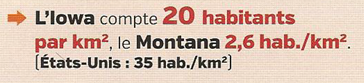 L'Iowa compte 20 habitants
par km², le Montana 2,6 hab./km².
(États-Unis : 35 hab./km²)